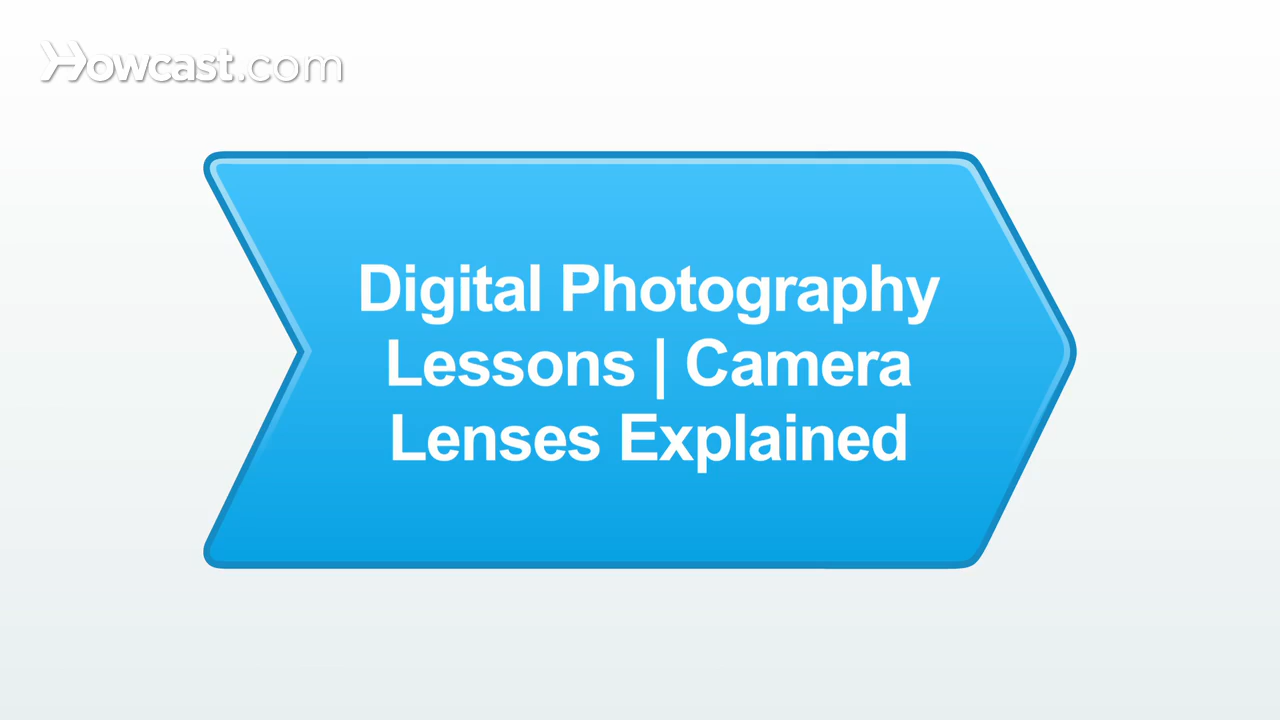 Howcast.com
Digital Photography
Lessons | Camera
Lenses Explained